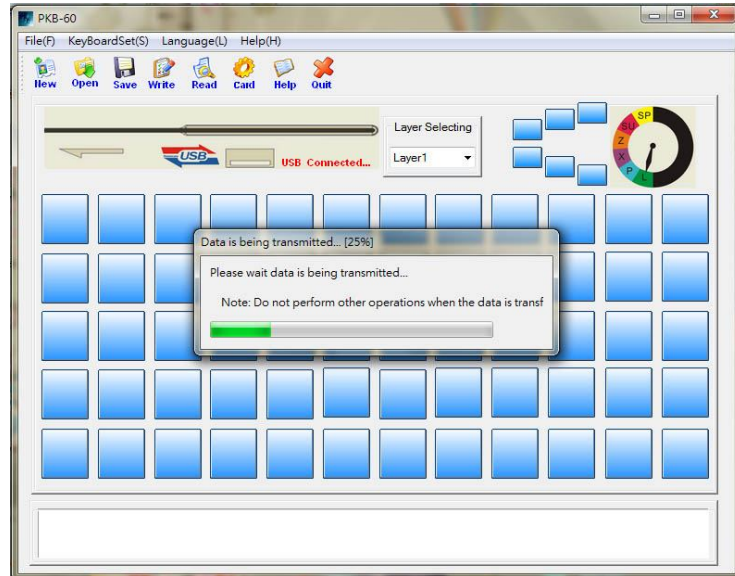 PKB-60
File(F) KeyBoardSet(S) Language(L) Help(H)
New Open Save Write Read Card Help Quit
Layer Selecting
Layer1
USB
USB Connected...
SP
SU
Z
X
P
L
Data is being transmitted... [25%]
Please wait data is being transmitted...
Note: Do not perform other operations when the data is transf